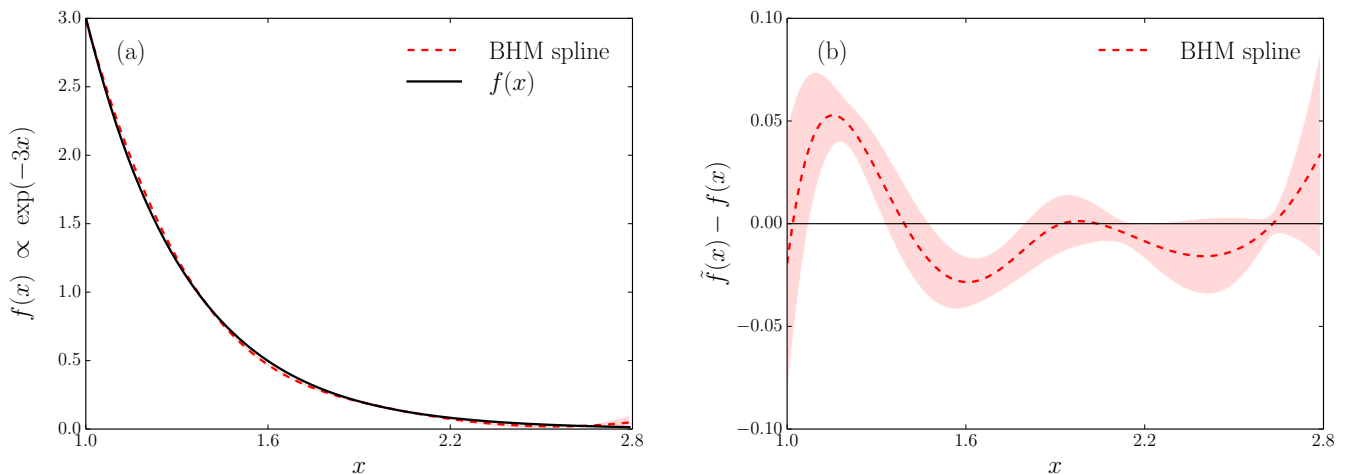 (a)
BHM spline
f(x)
f(x) ∝ exp(−3x)
3.0
2.5
2.0
1.5
1.0
0.5
0.0
1.0 1.6 2.2 2.8
x
(b)
BHM spline
f̃(x) − f(x)
0.10
0.05
0.00
−0.05
−0.10
1.0 1.6 2.2 2.8
x